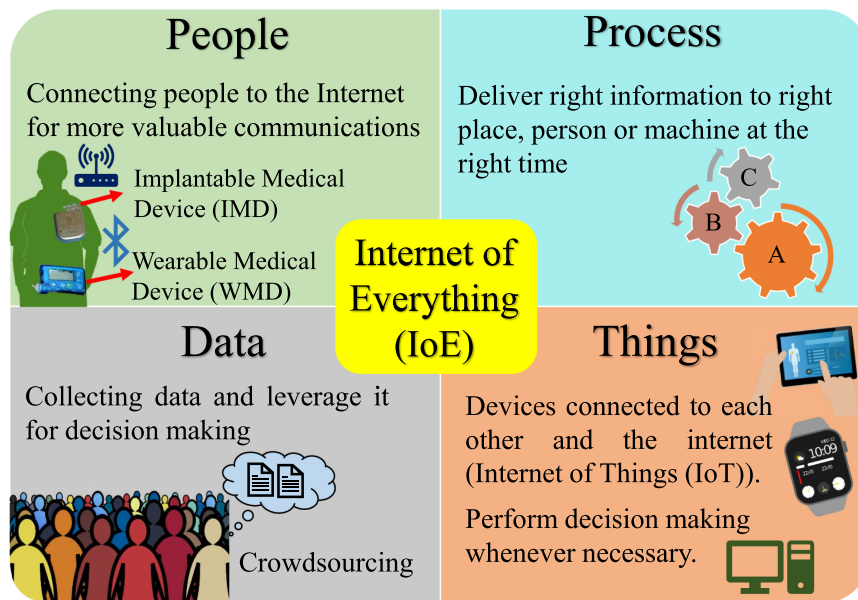 People
Connecting people to the Internet
for more valuable communications
Implantable Medical
Device (IMD)
Wearable Medical
Device (WMD)
Process
Deliver right information to right
place, person or machine at the
right time
C
B
A
Internet of
Everything
(IoE)
Data
Collecting data and leverage it
for decision making
Crowdsourcing
Things
Devices connected to each
other and the internet
(Internet of Things (IoT)).
Perform decision making
whenever necessary.
10:09